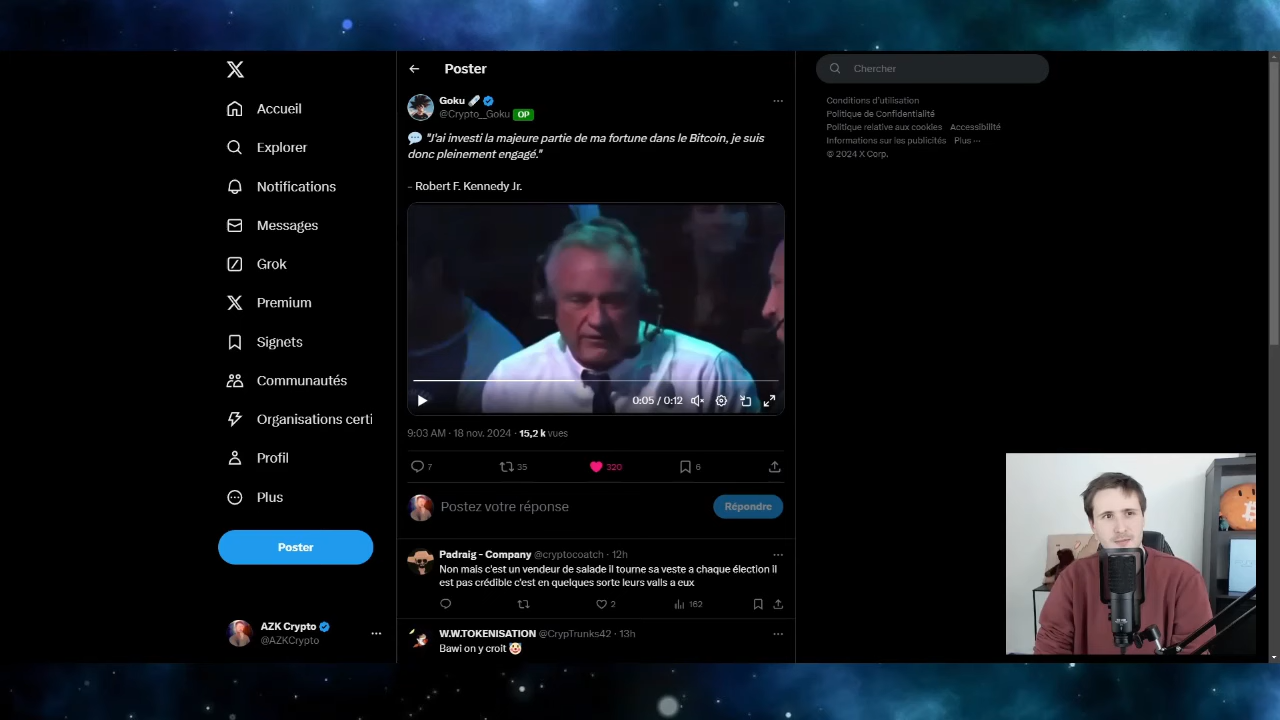 Accueil
Explorer
Notifications
Messages
Grok
Premium
Signets
Communautés
Organisations certi
Profil
Plus
Poster
AZK Crypto
@AZKCrypto
Poster
Goku
@Crypto__Goku OP
"J'ai investi la majeure partie de ma fortune dans le Bitcoin, je suis
donc pleinement engagé."
- Robert F. Kennedy Jr.
0:05 / 0:12
9:03 AM · 18 nov. 2024 · 15,2 k vues
7 35 320 6
Postez votre réponse Répondre
Padraig - Company @cryptocoatch · 12h
Non mais c'est un vendeur de salade il tourne sa veste a chaque élection il
est pas crédible c'est en quelques sorte leurs valls a eux
2 162
W.W.TOKENISATION @CrypTrunks42 · 13h
Bawi on y croit
Chercher
Conditions d'utilisation
Politique de Confidentialité
Politique relative aux cookies Accessibilité
Informations sur les publicités Plus ···
© 2024 X Corp.